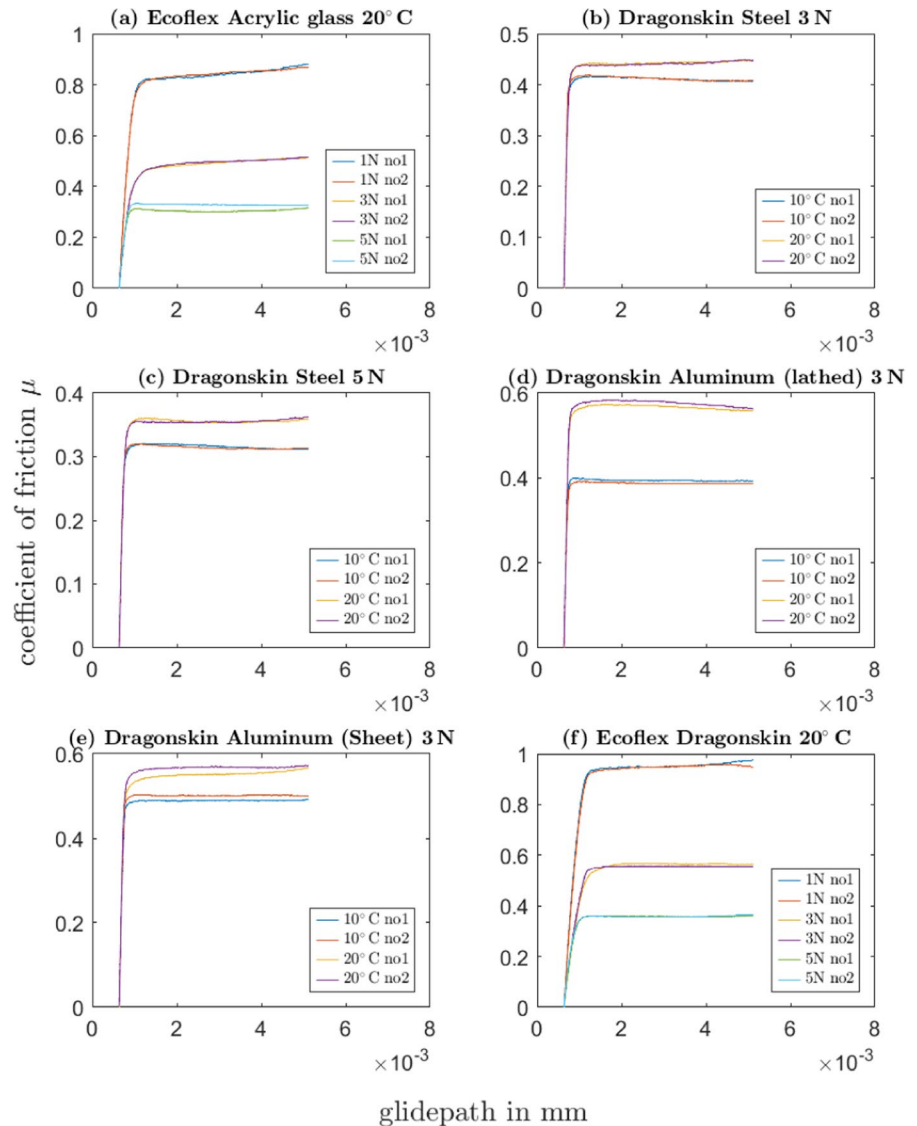 (a) Ecoflex Acrylic glass 20° C
1
0.8
0.6
0.4
0.2
0
0 2 4 6 8
×10⁻³
1N no1
1N no2
3N no1
3N no2
5N no1
5N no2
(b) Dragonskin Steel 3 N
0.5
0.4
0.3
0.2
0.1
0
0 2 4 6 8
×10⁻³
10° C no1
10° C no2
20° C no1
20° C no2
(c) Dragonskin Steel 5 N
0.4
0.3
0.2
0.1
0
0 2 4 6 8
×10⁻³
10° C no1
10° C no2
20° C no1
20° C no2
(d) Dragonskin Aluminum (lathed) 3 N
0.6
0.4
0.2
0
0 2 4 6 8
×10⁻³
10° C no1
10° C no2
20° C no1
20° C no2
(e) Dragonskin Aluminum (Sheet) 3 N
0.6
0.4
0.2
0
0 2 4 6 8
×10⁻³
10° C no1
10° C no2
20° C no1
20° C no2
(f) Ecoflex Dragonskin 20° C
1
0.8
0.6
0.4
0.2
0
0 2 4 6 8
×10⁻³
1N no1
1N no2
3N no1
3N no2
5N no1
5N no2
coefficient of friction μ
glidepath in mm